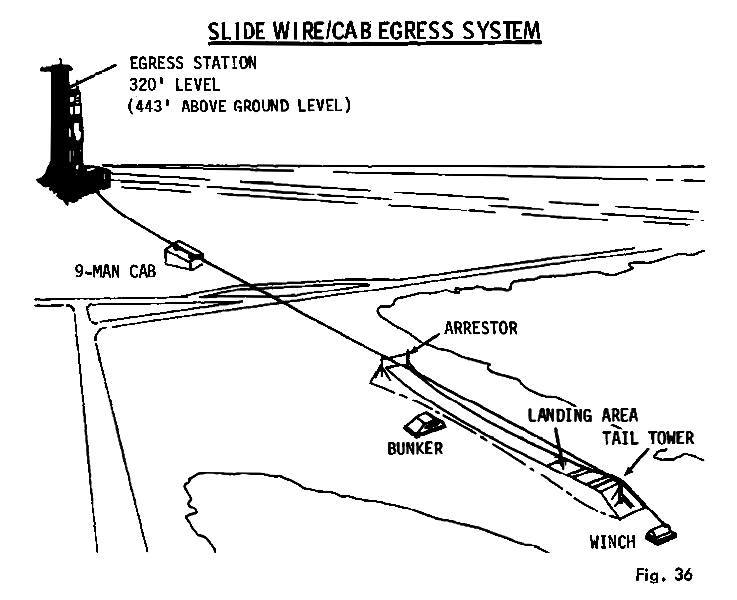 SLIDE WIRE/CAB EGRESS SYSTEM
EGRESS STATION
320' LEVEL
(443' ABOVE GROUND LEVEL)
9-MAN CAB
ARRESTOR
LANDING AREA
TAIL TOWER
BUNKER
WINCH
Fig. 36